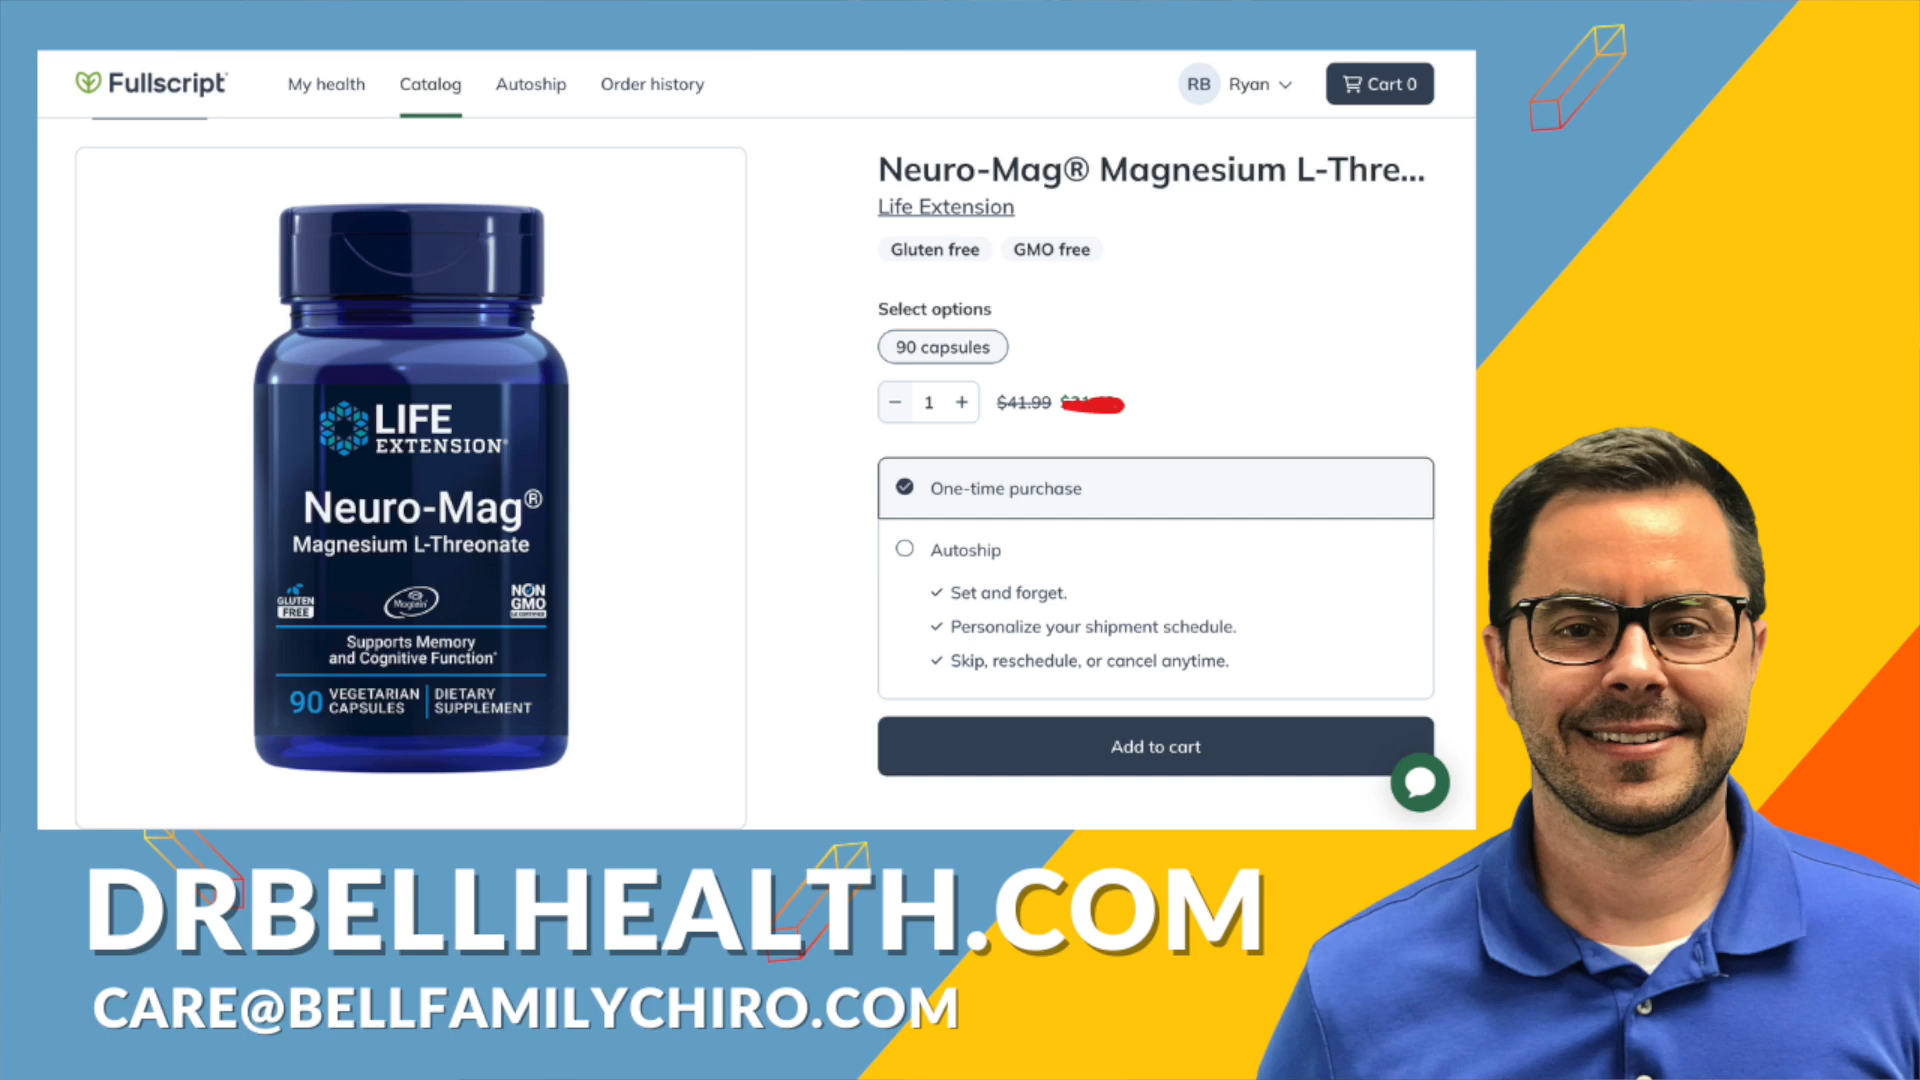 Fullscript
My health Catalog Autoship Order history
RB Ryan Cart 0
Neuro-Mag® Magnesium L-Thre...
Life Extension
Gluten free GMO free
Select options
90 capsules
− 1 + $41.99
One-time purchase
Autoship
Set and forget.
Personalize your shipment schedule.
Skip, reschedule, or cancel anytime.
Add to cart
LIFE
EXTENSION®
Neuro-Mag®
Magnesium L-Threonate
GLUTEN
FREE
Magtein
NON
GMO
Supports Memory
and Cognitive Function*
90 VEGETARIAN
CAPSULES
DIETARY
SUPPLEMENT
DRBELLHEALTH.COM
CARE@BELLFAMILYCHIRO.COM